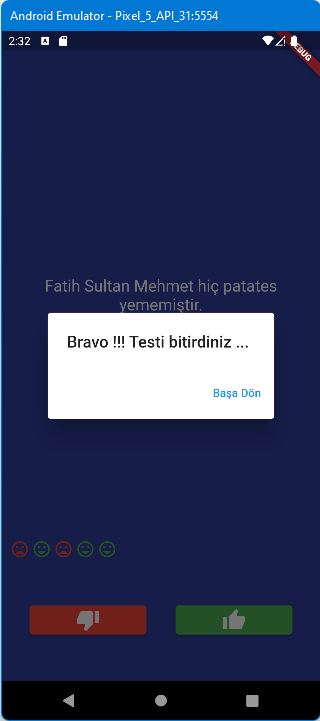 Android Emulator - Pixel_5_API_31:5554
2:32
DEBUG
Fatih Sultan Mehmet hiç patates
yememiştir.
Bravo !!! Testi bitirdiniz ...
Başa Dön